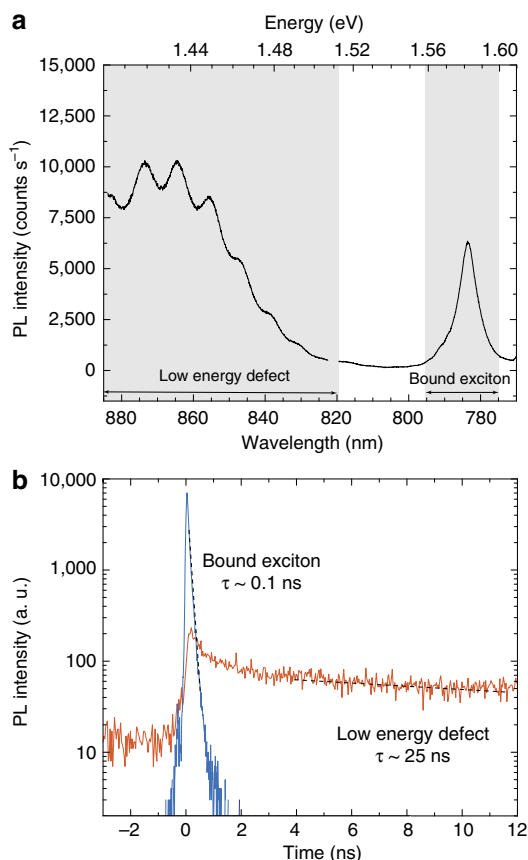 a
Energy (eV)
1.44 1.48 1.52 1.56 1.60
PL intensity (counts s⁻¹)
15,000
12,500
10,000
7,500
5,000
2,500
0
Low energy defect
Bound exciton
880 860 840 820 800 780
Wavelength (nm)
b
PL intensity (a. u.)
10,000
1,000
100
10
Bound exciton
τ ~ 0.1 ns
Low energy defect
τ ~ 25 ns
−2 0 2 4 6 8 10 12
Time (ns)